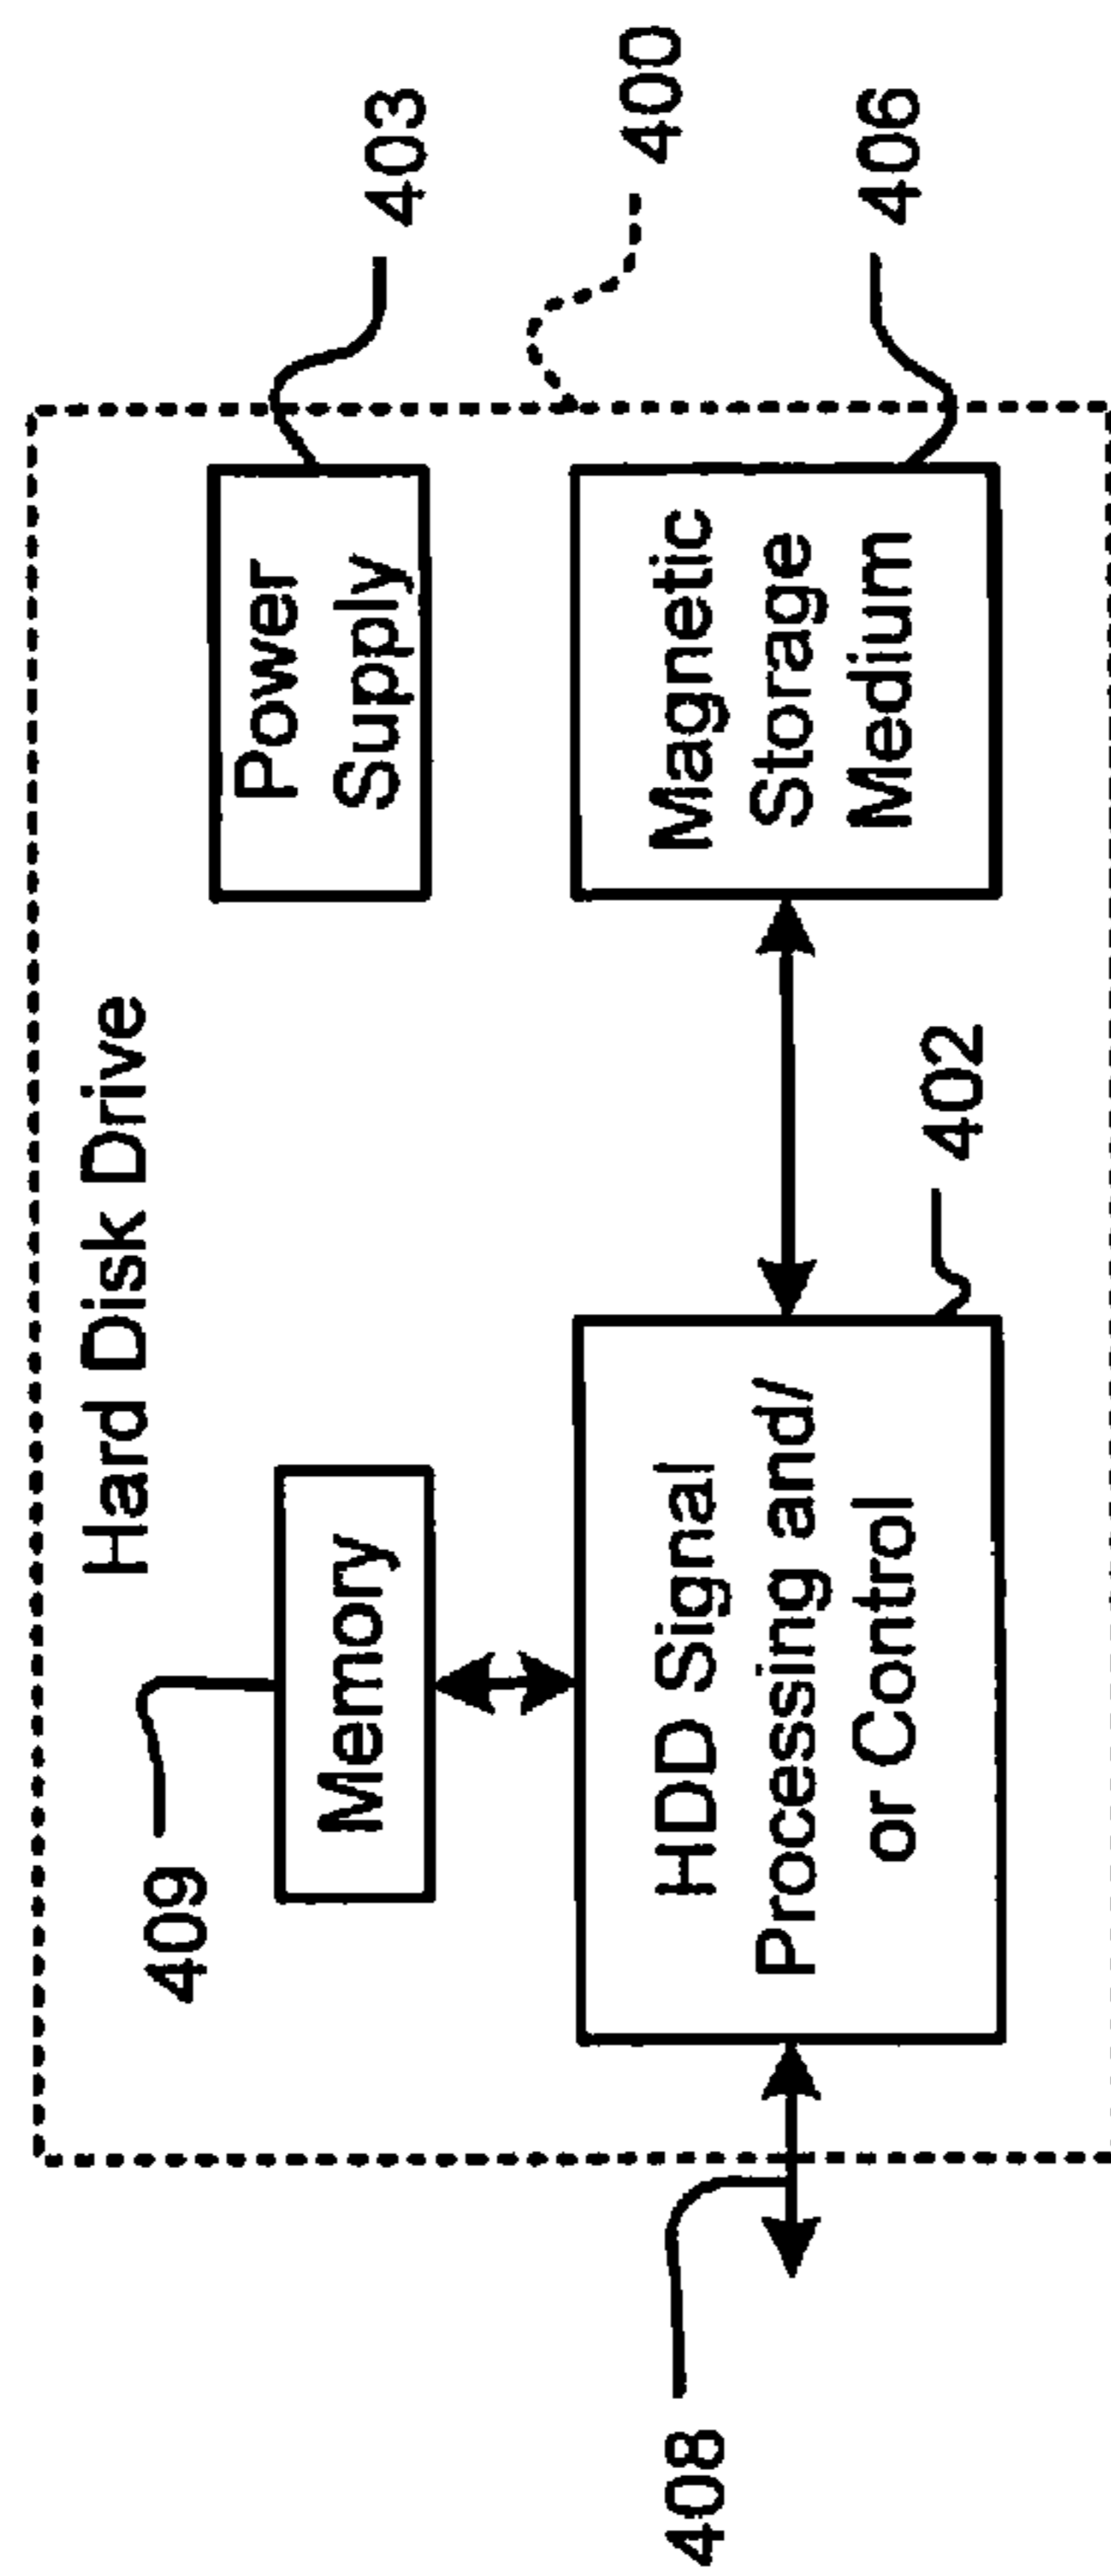 Hard Disk Drive
409
Memory
Power
Supply
403
400
408
HDD Signal
Processing and/
or Control
402
Magnetic
Storage
Medium
406